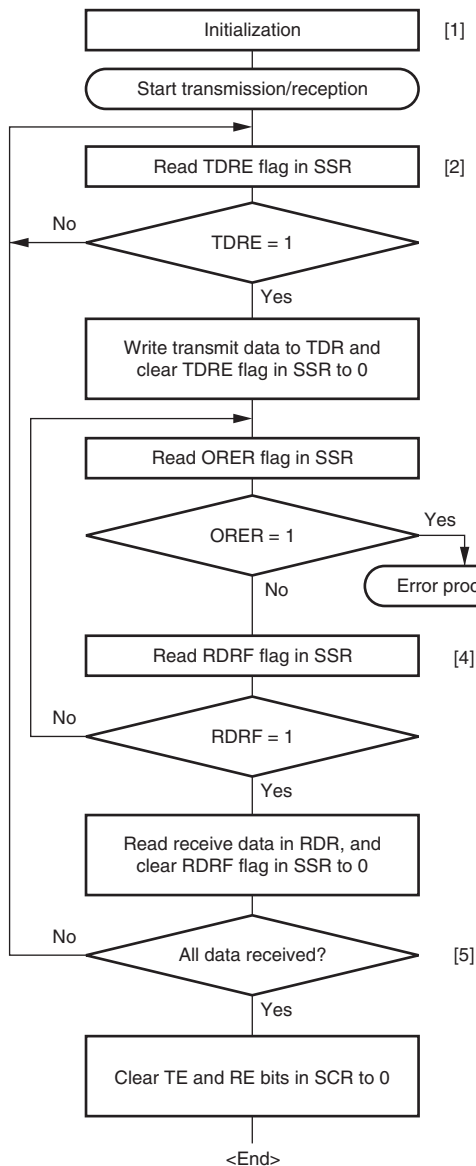 Initialization
[1]
Start transmission/reception
Read TDRE flag in SSR
[2]
No
TDRE = 1
Yes
Write transmit data to TDR and
clear TDRE flag in SSR to 0
Read ORER flag in SSR
ORER = 1
Yes
No
Error
Read RDRF flag in SSR
[4]
No
RDRF = 1
Yes
Read receive data in RDR, and
clear RDRF flag in SSR to 0
No
All data received?
[5]
Yes
Clear TE and RE bits in SCR to 0
<End>